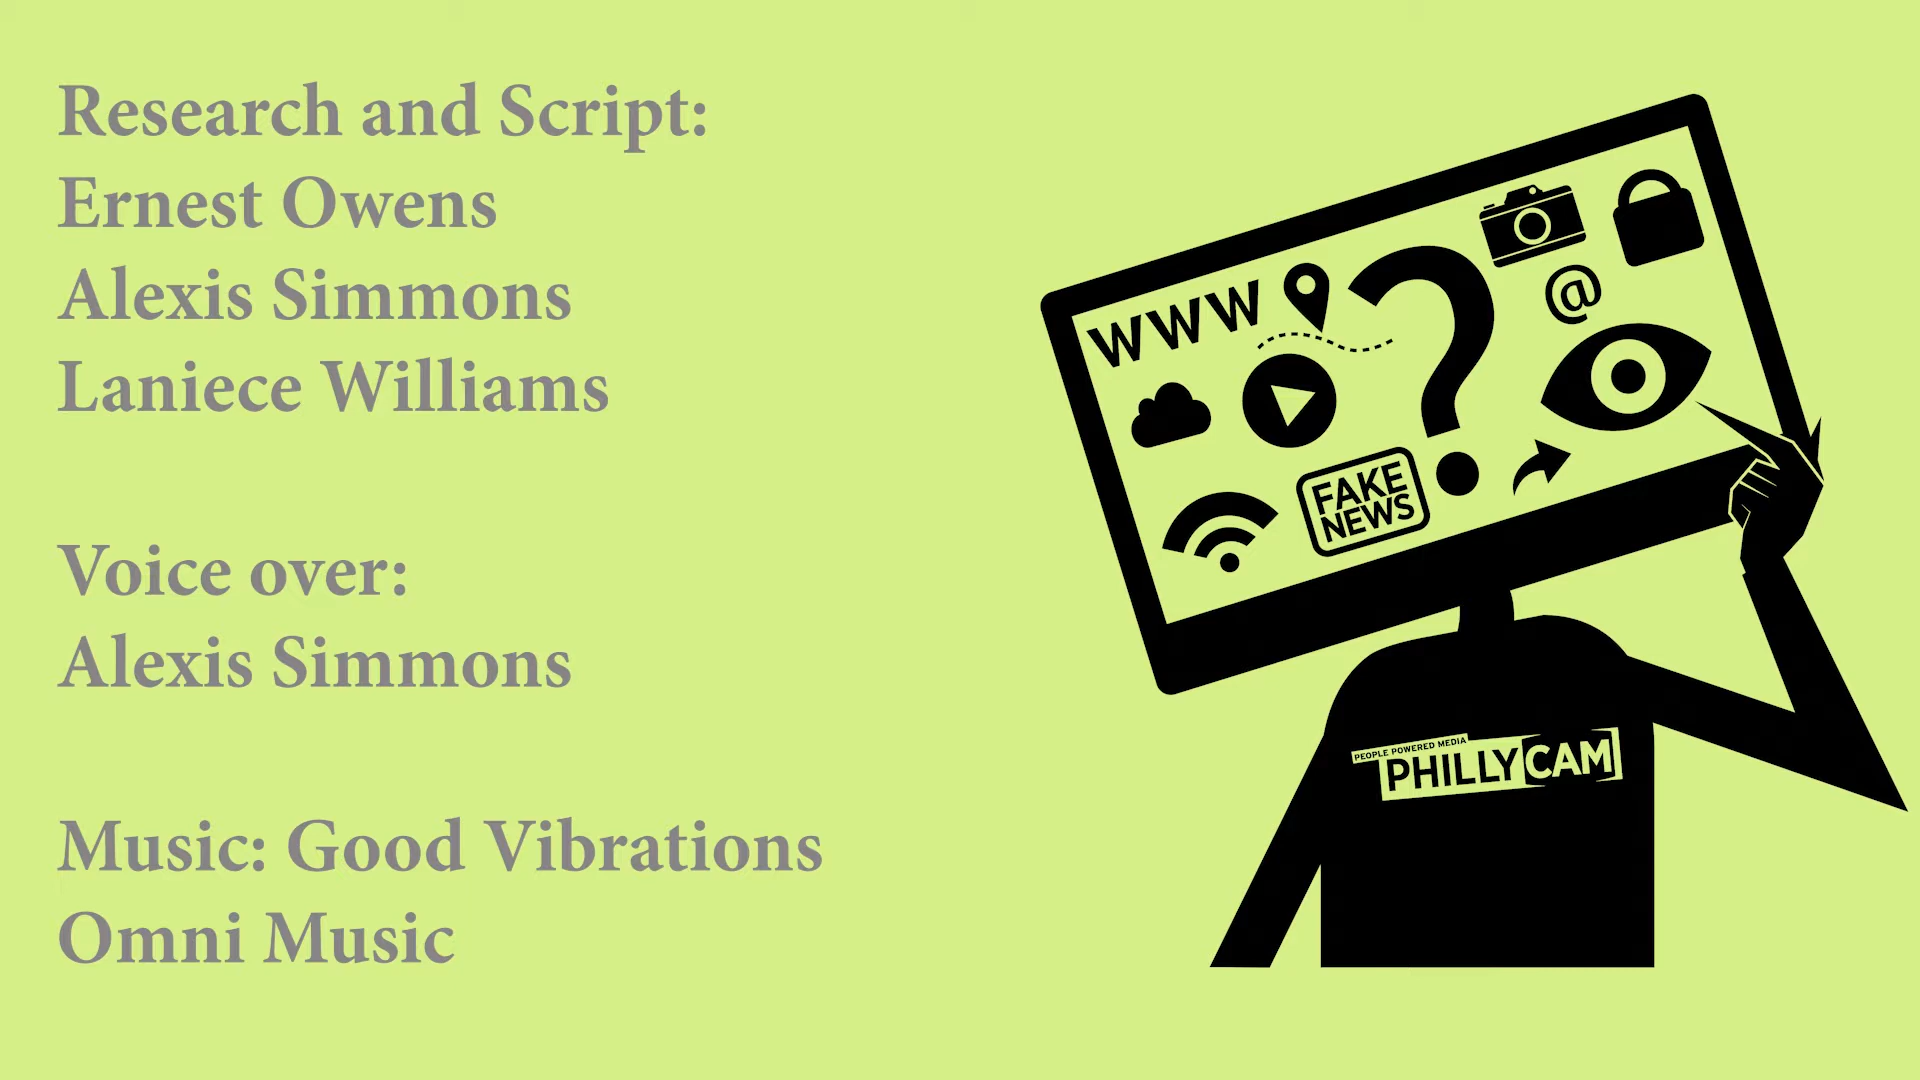 Research and Script:
Ernest Owens
Alexis Simmons
Laniece Williams
Voice over:
Alexis Simmons
Music: Good Vibrations
Omni Music
www
@
?
FAKE
NEWS
PEOPLE POWERED MEDIA
PHILLYCAM